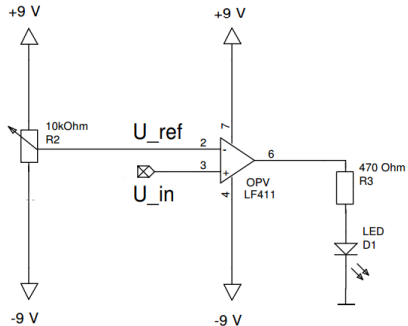 +9 V
+9 V
10kOhm
R2
U_ref
2
7
-
3
+
6
U_in
4
OPV
LF411
470 Ohm
R3
LED
D1
-9 V
-9 V